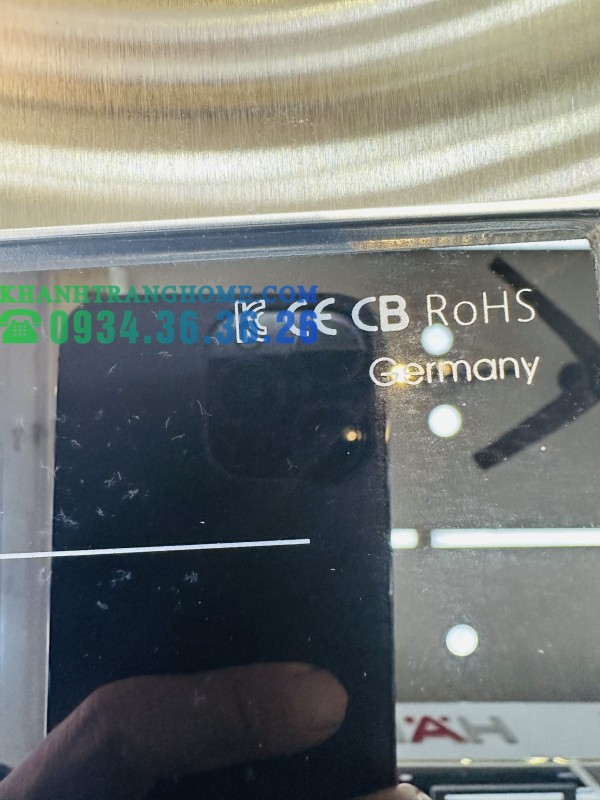 KHANHTRANGHOME.COM
☎ 0934.36.36.26
CE CB RoHS
Germany